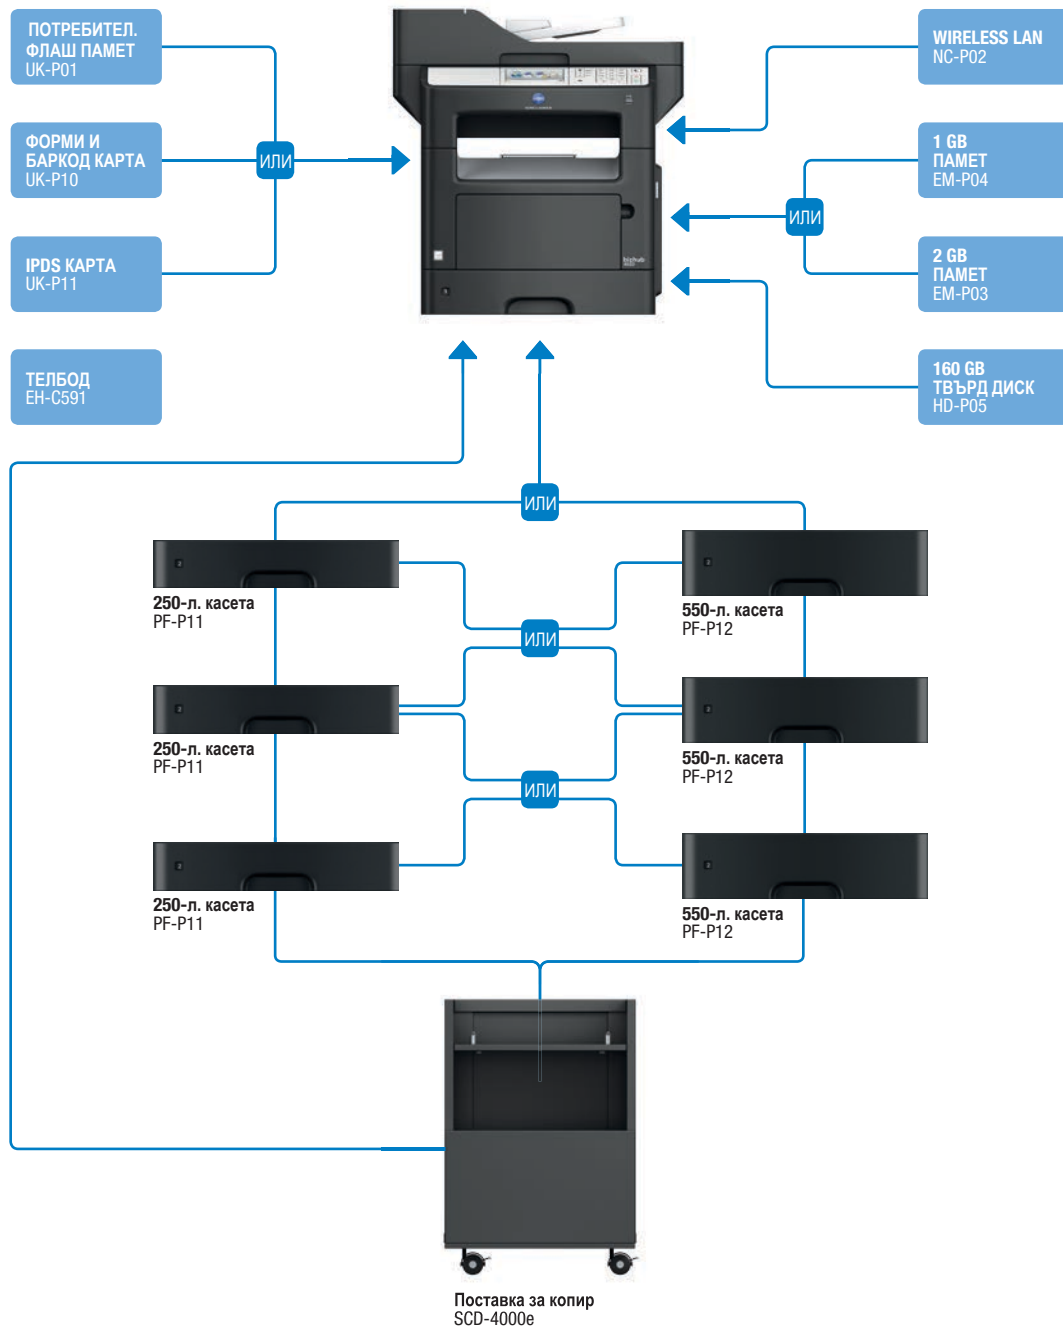 ПОТРЕБИТЕЛ.
ФЛАШ ПАМЕТ
UK-P01
ФОРМИ И
БАРКОД КАРТА
UK-P10
ИЛИ
IPDS КАРТА
UK-P11
ТЕЛБОД
EH-C591
WIRELESS LAN
NC-P02
1 GB
ПАМЕТ
EM-P04
ИЛИ
2 GB
ПАМЕТ
EM-P03
160 GB
ТВЪРД ДИСК
HD-P05
bizhub
ИЛИ
250-л. касета
PF-P11
550-л. касета
PF-P12
ИЛИ
250-л. касета
PF-P11
550-л. касета
PF-P12
ИЛИ
250-л. касета
PF-P11
550-л. касета
PF-P12
Поставка за копир
SCD-4000e